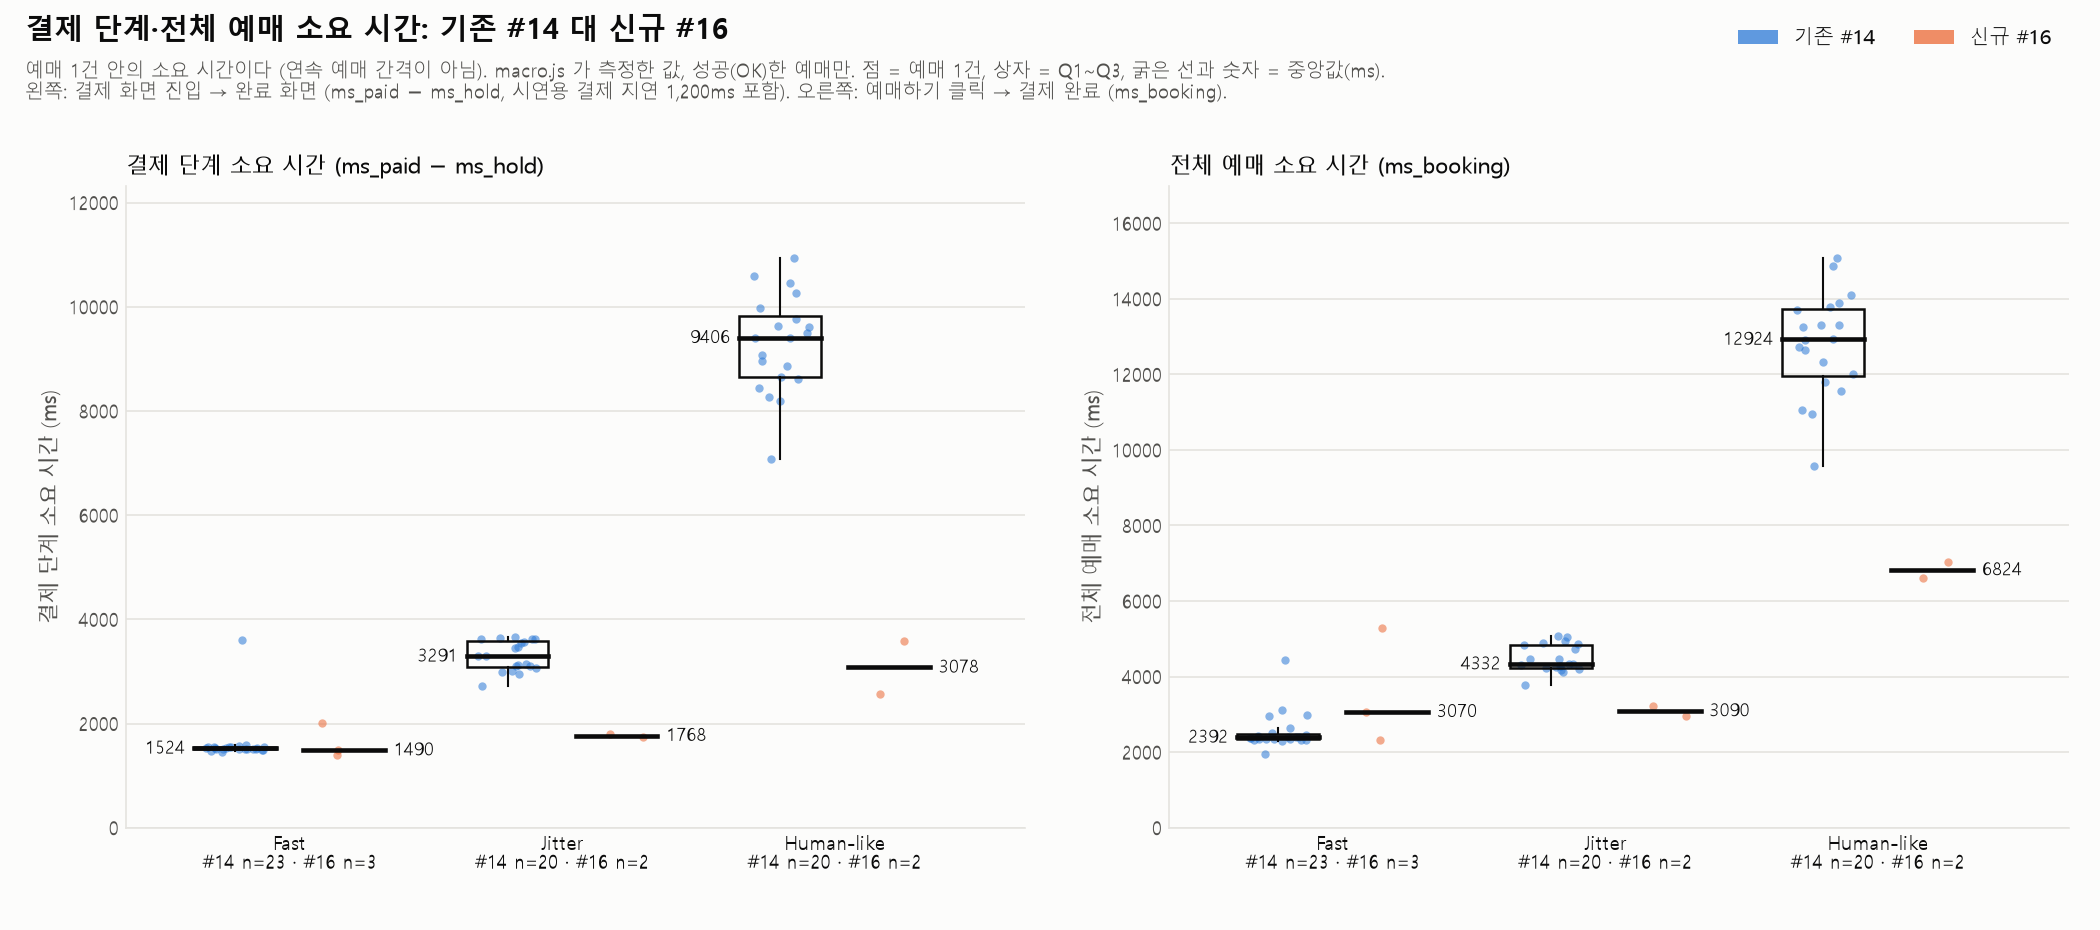 결제 단계·전체 예매 소요 시간: 기존 #14 대 신규 #16
기존 #14
신규 #16
예매 1건 안의 소요 시간이다 (연속 예매 간격이 아님). macro.js 가 측정한 값, 성공(OK)한 예매만. 점 = 예매 1건, 상자 = Q1~Q3, 굵은 선과 숫자 = 중앙값(ms).
왼쪽: 결제 화면 진입 → 완료 화면 (ms_paid − ms_hold, 시연용 결제 지연 1,200ms 포함). 오른쪽: 예매하기 클릭 → 결제 완료 (ms_booking).
결제 단계 소요 시간 (ms_paid − ms_hold)
결제 단계 소요 시간 (ms)
12000
10000
8000
6000
4000
2000
0
1524
1490
3291
1768
9406
3078
Fast
#14 n=23 · #16 n=3
Jitter
#14 n=20 · #16 n=2
Human-like
#14 n=20 · #16 n=2
전체 예매 소요 시간 (ms_booking)
전체 예매 소요 시간 (ms)
16000
14000
12000
10000
8000
6000
4000
2000
0
2392
3070
4332
3090
12924
6824
Fast
#14 n=23 · #16 n=3
Jitter
#14 n=20 · #16 n=2
Human-like
#14 n=20 · #16 n=2